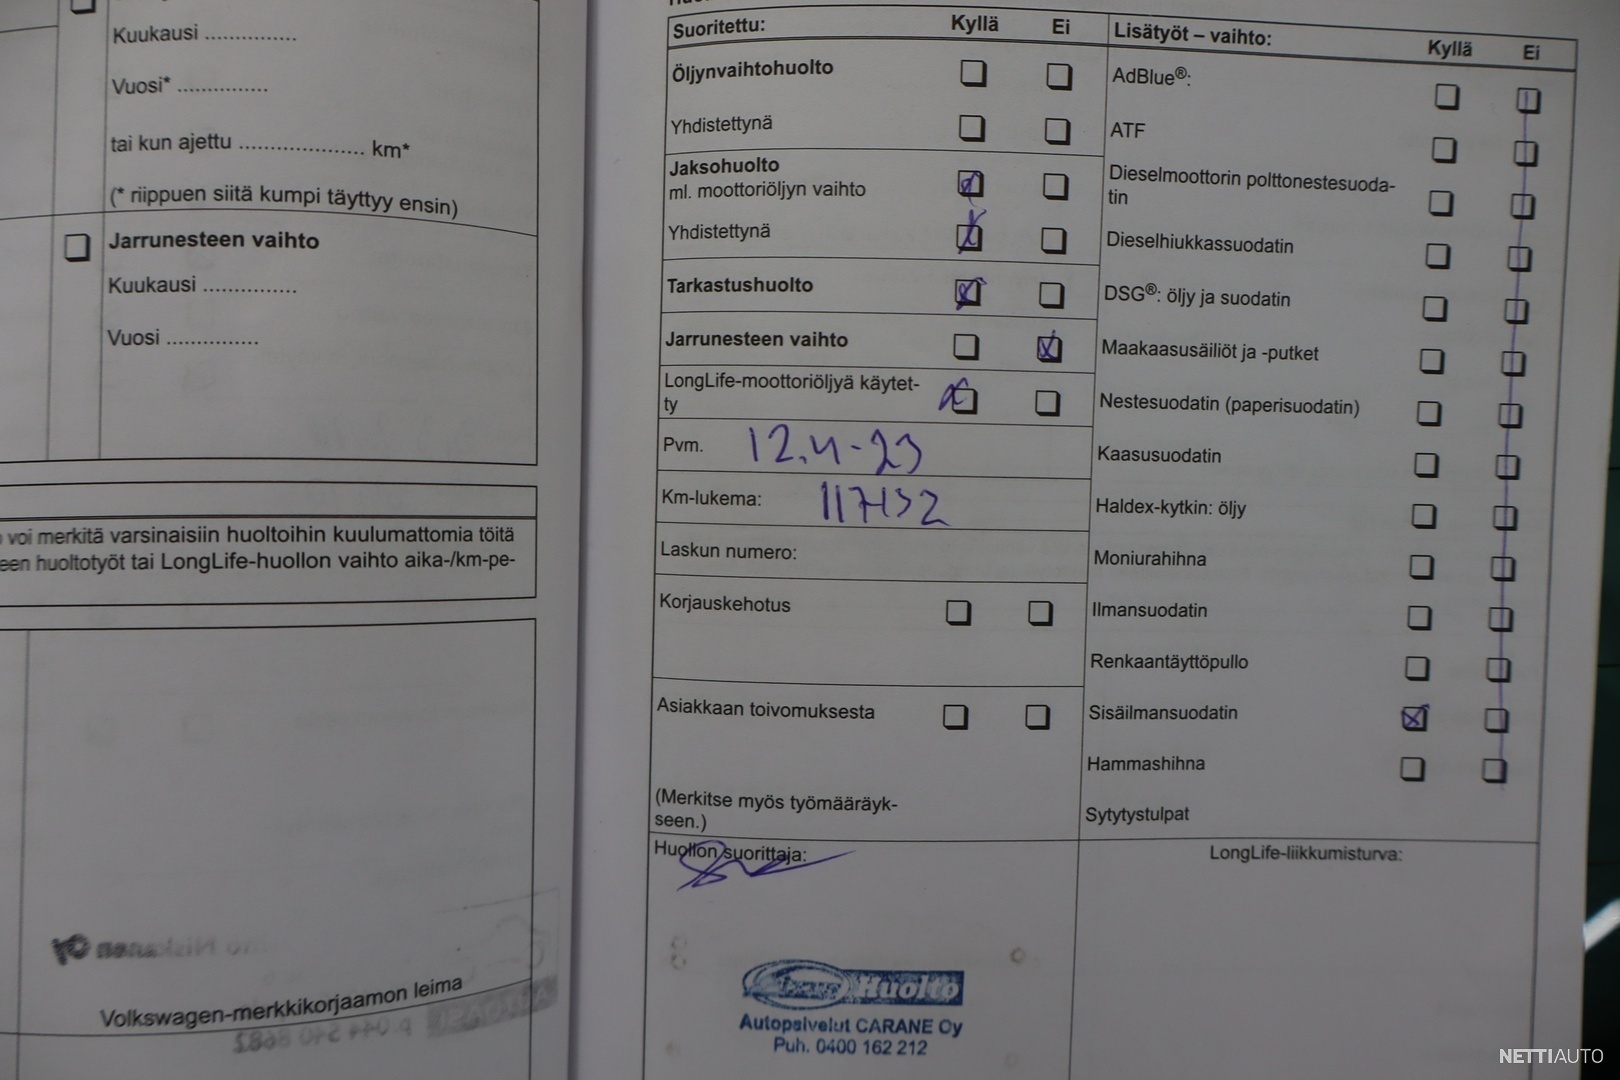 Kuukausi ...............
Vuosi* ...............
tai kun ajettu .................... km*
(* riippuen siitä kumpi täyttyy ensin)
Jarrunesteen vaihto
Kuukausi ...............
Vuosi ...............
voi merkitä varsinaisiin huoltoihin kuulumattomia töitä
een huoltotyöt tai LongLife-huollon vaihto aika-/km-pe-
Volkswagen-merkkikorjaamon leima
Suoritettu: Kyllä Ei
Öljynvaihtohuolto
Yhdistettynä
Jaksohuolto
ml. moottoriöljyn vaihto
Yhdistettynä
Tarkastushuolto
Jarrunesteen vaihto
LongLife-moottoriöljyä käytet-
ty
Pvm. 12.4-23
Km-lukema: 117132
Laskun numero:
Korjauskehotus
Asiakkaan toivomuksesta
(Merkitse myös työmääräyk-
seen.)
Huollon suorittaja:
Huolto
Autopalvelut CARANE Oy
Puh. 0400 162 212
Lisätyöt – vaihto: Kyllä Ei
AdBlue®:
ATF
Dieselmoottorin polttonestesuoda-
tin
Dieselhiukkassuodatin
DSG®: öljy ja suodatin
Maakaasusäiliöt ja -putket
Nestesuodatin (paperisuodatin)
Kaasusuodatin
Haldex-kytkin: öljy
Moniurahihna
Ilmansuodatin
Renkaantäyttöpullo
Sisäilmansuodatin
Hammashihna
Sytytystulpat
LongLife-liikkumisturva:
NETTIAUTO